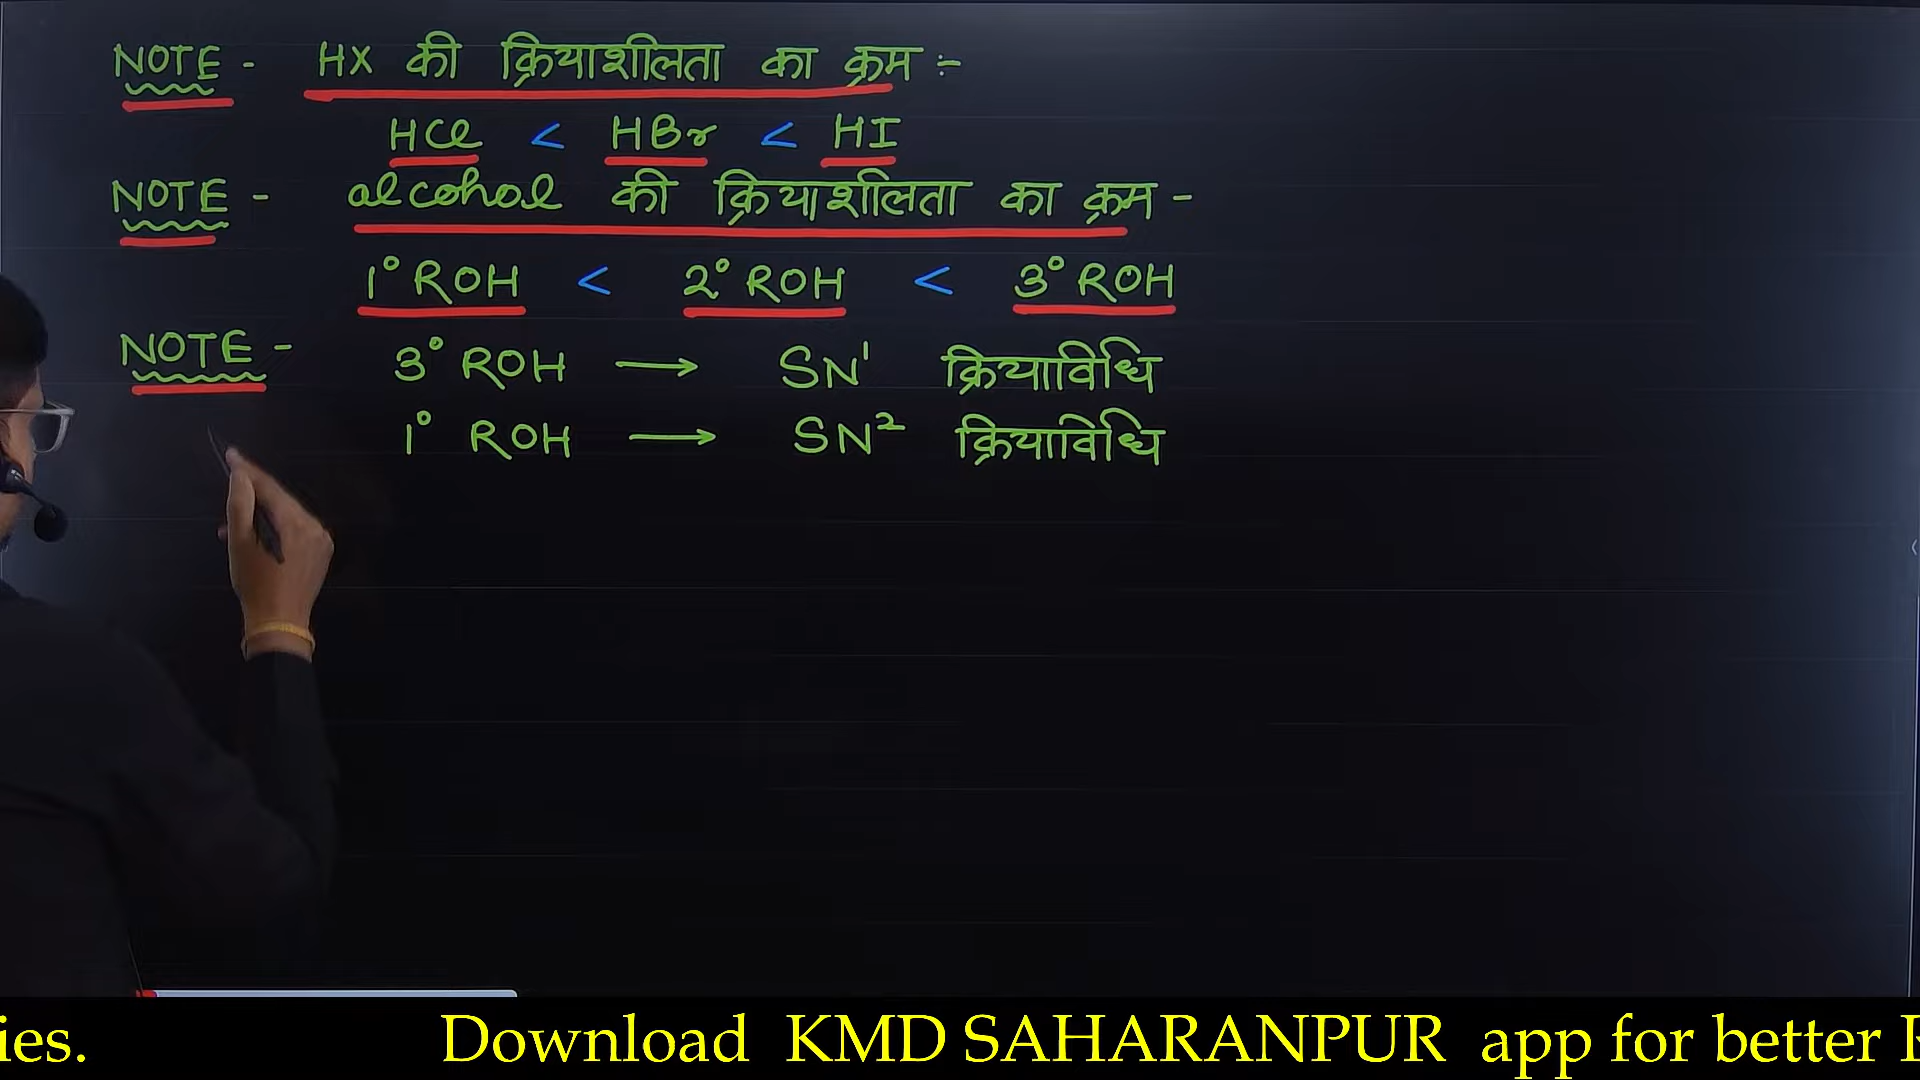 NOTE - HX की क्रियाशीलता का क्रम :-
HCl < HBr < HI
NOTE - alcohol की क्रियाशीलता का क्रम -
1° ROH < 2° ROH < 3° ROH
NOTE - 3° ROH → SN¹ क्रियाविधि
1° ROH → SN² क्रियाविधि
ies. Download KMD SAHARANPUR app for better